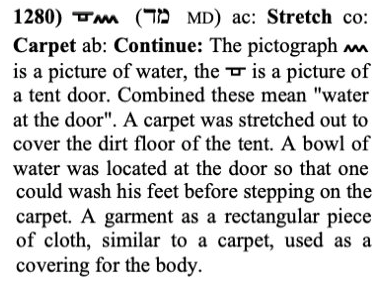 1280) 𐤃𐤌 (מד MD) ac: Stretch co:
Carpet ab: Continue: The pictograph 𐤌
is a picture of water, the 𐤃 is a picture of
a tent door. Combined these mean "water
at the door". A carpet was stretched out to
cover the dirt floor of the tent. A bowl of
water was located at the door so that one
could wash his feet before stepping on the
carpet. A garment as a rectangular piece
of cloth, similar to a carpet, used as a
covering for the body.